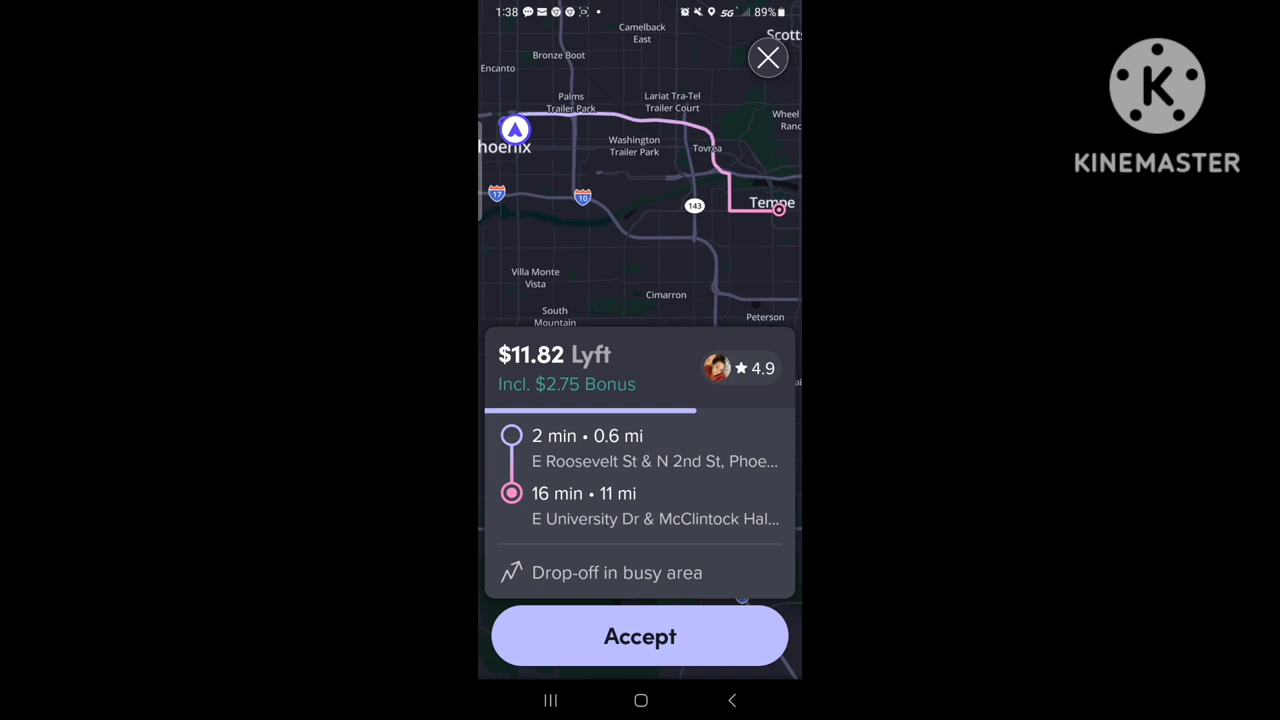 1:38
5G 89%
Camelback
East
Scotts
Bronze Boot
Encanto
Palms
Trailer Park
Lariat Tra-Tel
Trailer Court
Wheel
Ranc
Washington
Trailer Park
Tovrea
hoenix
17
10
143
Tempe
Villa Monte
Vista
Cimarron
South
Mountain
Peterson
$11.82 Lyft
4.9
Incl. $2.75 Bonus
2 min • 0.6 mi
E Roosevelt St & N 2nd St, Phoe...
16 min • 11 mi
E University Dr & McClintock Hal...
Drop-off in busy area
Accept
K
KINEMASTER